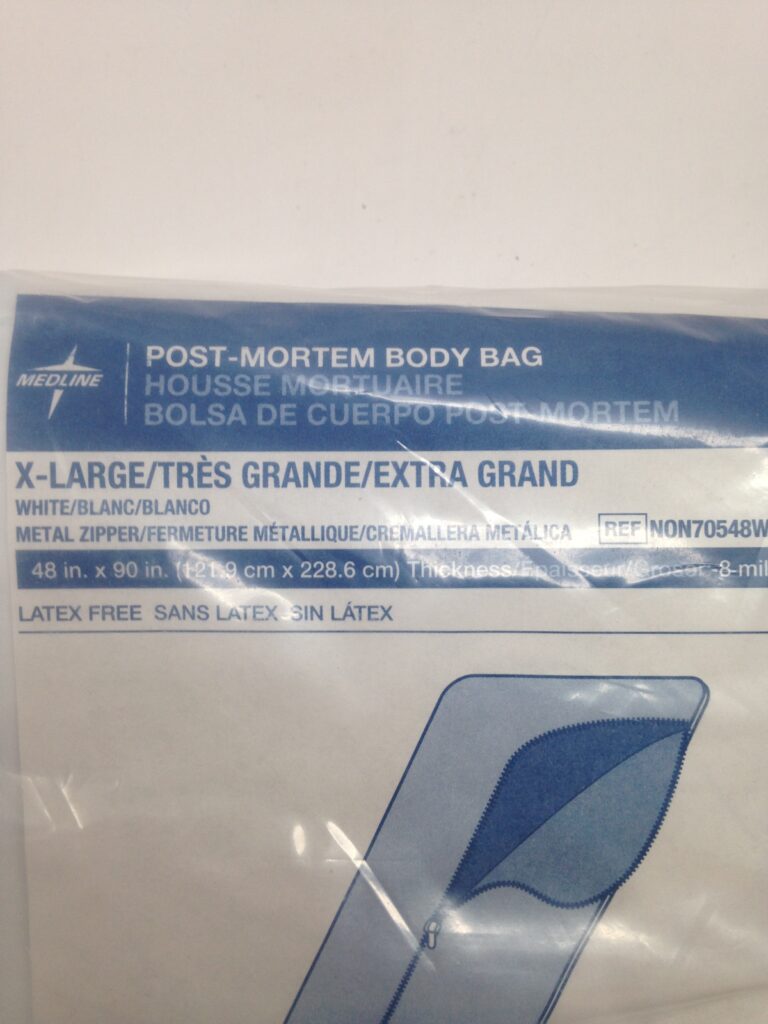 MEDLINE
POST-MORTEM BODY BAG
HOUSSE MORTUAIRE
BOLSA DE CUERPO POST-MORTEM
X-LARGE/TRÈS GRANDE/EXTRA GRAND
WHITE/BLANC/BLANCO
METAL ZIPPER/FERMETURE MÉTALLIQUE/CREMALLERA METÁLICA REF NON70548W
48 in. x 90 in. (121.9 cm x 228.6 cm) Thickness/Épaisseur/Grosor -8-mil
LATEX FREE SANS LATEX SIN LÁTEX